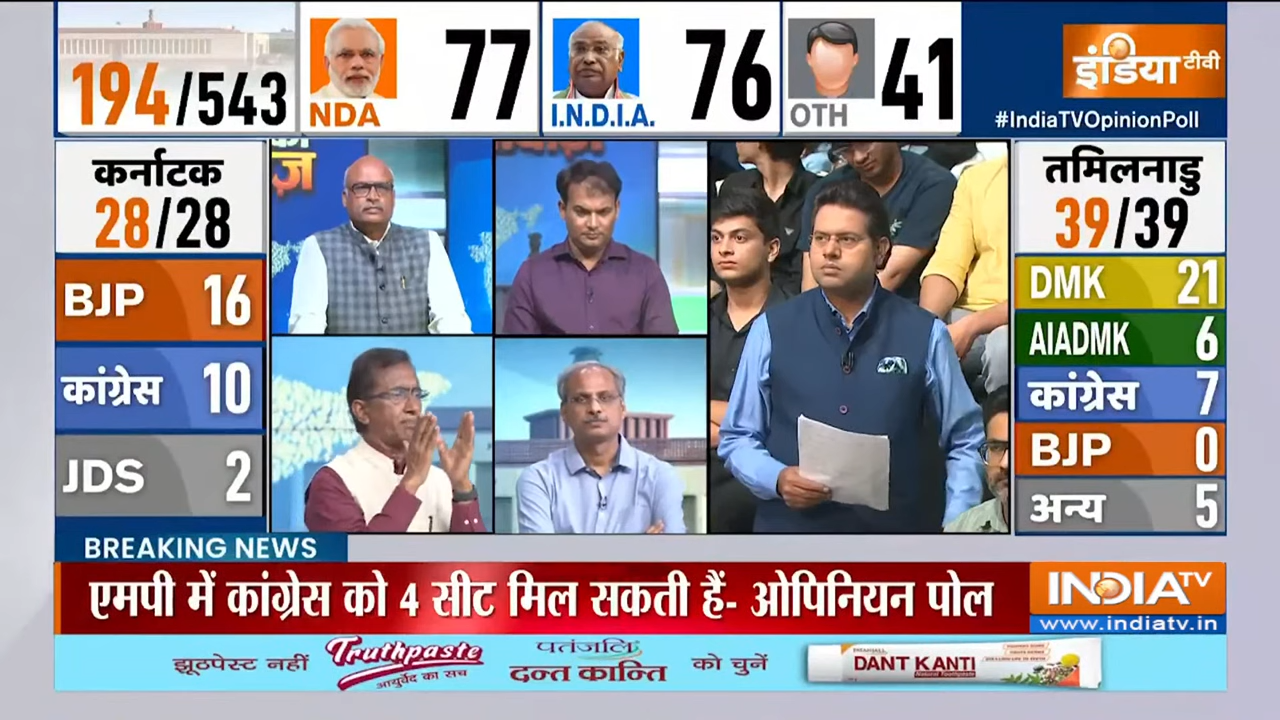 194/543
NDA 77
I.N.D.I.A. 76
OTH 41
इंडिया टीवी
#IndiaTVOpinionPoll
कर्नाटक
28/28
BJP 16
कांग्रेस 10
JDS 2
तमिलनाडु
39/39
DMK 21
AIADMK 6
कांग्रेस 7
BJP 0
अन्य 5
BREAKING NEWS
एमपी में कांग्रेस को 4 सीट मिल सकती हैं- ओपिनियन पोल
INDIA TV
www.indiatv.in
झूठपेस्ट नहीं
Truthpaste
आयुर्वेद का सच
पतंजलि
दन्त कान्ति
को चुनें
DANT KANTI
Natural Toothpaste